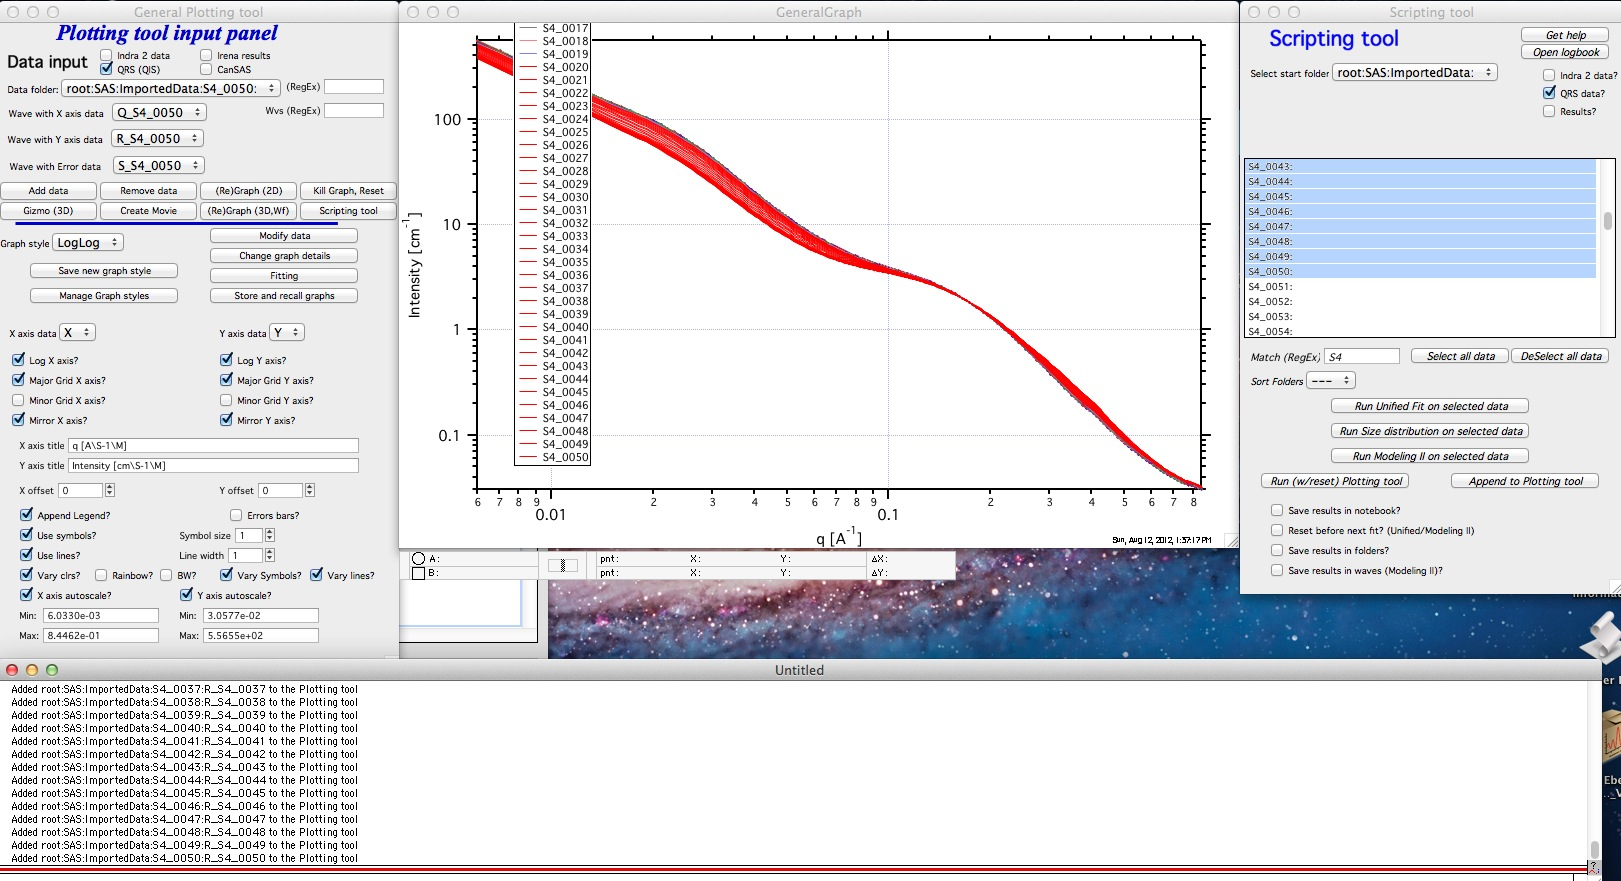 General Plotting tool
Plotting tool input panel
Data input
Indra 2 data
Irena results
QRS (QIS)
CanSAS
Data folder: root:SAS:ImportedData:S4_0050: (RegEx)
Wave with X axis data Q_S4_0050 Wvs (RegEx)
Wave with Y axis data R_S4_0050
Wave with Error data S_S4_0050
Add data Remove data (Re)Graph (2D) Kill Graph, Reset
Gizmo (3D) Create Movie (Re)Graph (3D,Wf) Scripting tool
Graph style LogLog
Modify data
Change graph details
Save new graph style Fitting
Manage Graph styles Store and recall graphs
X axis data X Y axis data Y
Log X axis? Log Y axis?
Major Grid X axis? Major Grid Y axis?
Minor Grid X axis? Minor Grid Y axis?
Mirror X axis? Mirror Y axis?
X axis title q [A\S-1\M]
Y axis title Intensity [cm\S-1\M]
X offset 0 Y offset 0
Append Legend? Errors bars?
Use symbols? Symbol size 1
Use lines? Line width 1
Vary clrs? Rainbow? BW? Vary Symbols? Vary lines?
X axis autoscale? Y axis autoscale?
Min: 6.0330e-03 Min: 3.0577e-02
Max: 8.4462e-01 Max: 5.5655e+02
GeneralGraph
S4_0017
S4_0018
S4_0019
S4_0020
S4_0021
S4_0022
S4_0023
S4_0024
S4_0025
S4_0026
S4_0027
S4_0028
S4_0029
S4_0030
S4_0031
S4_0032
S4_0033
S4_0034
S4_0035
S4_0036
S4_0037
S4_0038
S4_0039
S4_0040
S4_0041
S4_0042
S4_0043
S4_0044
S4_0045
S4_0046
S4_0047
S4_0048
S4_0049
S4_0050
Intensity [cm-1]
100
10
1
0.1
6 7 8 9 2 3 4 5 6 7 8 9 2 3 4 5 6 7 8
0.01 0.1
q [A-1]
Sun, Aug 12, 2012, 1:37:17 PM
A: pnt: X: Y: ΔX:
B: pnt: X: Y: ΔY:
Scripting tool
Scripting tool
Get help
Open logbook
Select start folder root:SAS:ImportedData:
Indra 2 data?
QRS data?
Results?
S4_0043:
S4_0044:
S4_0045:
S4_0046:
S4_0047:
S4_0048:
S4_0049:
S4_0050:
S4_0051:
S4_0052:
S4_0053:
S4_0054:
Match (RegEx) S4 Select all data DeSelect all data
Sort Folders ---
Run Unified Fit on selected data
Run Size distribution on selected data
Run Modeling II on selected data
Run (w/reset) Plotting tool Append to Plotting tool
Save results in notebook?
Reset before next fit? (Unified/Modeling II)
Save results in folders?
Save results in waves (Modeling II)?
Untitled
Added root:SAS:ImportedData:S4_0037:R_S4_0037 to the Plotting tool
Added root:SAS:ImportedData:S4_0038:R_S4_0038 to the Plotting tool
Added root:SAS:ImportedData:S4_0039:R_S4_0039 to the Plotting tool
Added root:SAS:ImportedData:S4_0040:R_S4_0040 to the Plotting tool
Added root:SAS:ImportedData:S4_0041:R_S4_0041 to the Plotting tool
Added root:SAS:ImportedData:S4_0042:R_S4_0042 to the Plotting tool
Added root:SAS:ImportedData:S4_0043:R_S4_0043 to the Plotting tool
Added root:SAS:ImportedData:S4_0044:R_S4_0044 to the Plotting tool
Added root:SAS:ImportedData:S4_0045:R_S4_0045 to the Plotting tool
Added root:SAS:ImportedData:S4_0046:R_S4_0046 to the Plotting tool
Added root:SAS:ImportedData:S4_0047:R_S4_0047 to the Plotting tool
Added root:SAS:ImportedData:S4_0048:R_S4_0048 to the Plotting tool
Added root:SAS:ImportedData:S4_0049:R_S4_0049 to the Plotting tool
Added root:SAS:ImportedData:S4_0050:R_S4_0050 to the Plotting tool